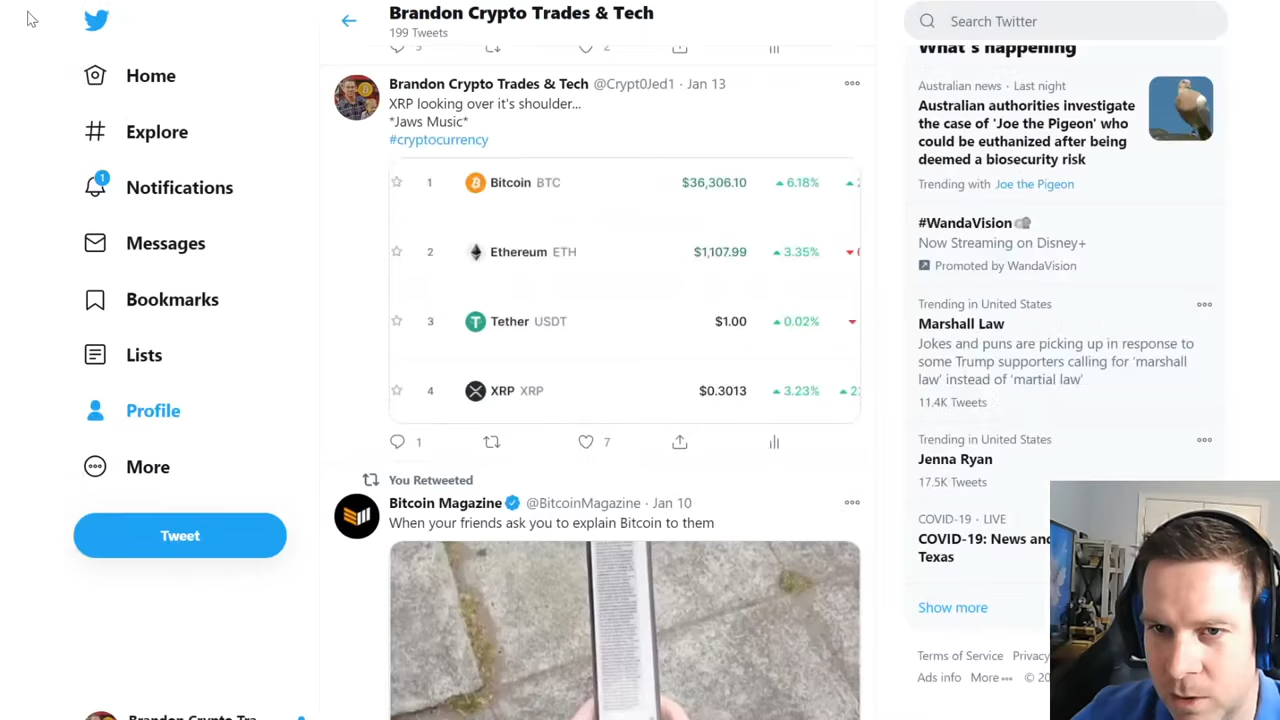 Brandon Crypto Trades & Tech
199 Tweets
Search Twitter
Home
Explore
1
Notifications
Messages
Bookmarks
Lists
Profile
More
Tweet
2
Brandon Crypto Trades & Tech @Crypt0Jed1 · Jan 13
XRP looking over it's shoulder...
*Jaws Music*
#cryptocurrency
1 Bitcoin BTC $36,306.10 6.18%
2 Ethereum ETH $1,107.99 3.35%
3 Tether USDT $1.00 0.02%
4 XRP XRP $0.3013 3.23%
1 7
You Retweeted
Bitcoin Magazine @BitcoinMagazine · Jan 10
When your friends ask you to explain Bitcoin to them
What's happening
Australian news · Last night
Australian authorities investigate
the case of 'Joe the Pigeon' who
could be euthanized after being
deemed a biosecurity risk
Trending with Joe the Pigeon
#WandaVision
Now Streaming on Disney+
Promoted by WandaVision
Trending in United States
Marshall Law
Jokes and puns are picking up in response to
some Trump supporters calling for 'marshall
law' instead of 'martial law'
11.4K Tweets
Trending in United States
Jenna Ryan
17.5K Tweets
COVID-19 · LIVE
COVID-19: News and
Texas
Show more
Terms of Service Privacy
Ads info More ··· © 20
Brandon Crypto Tra